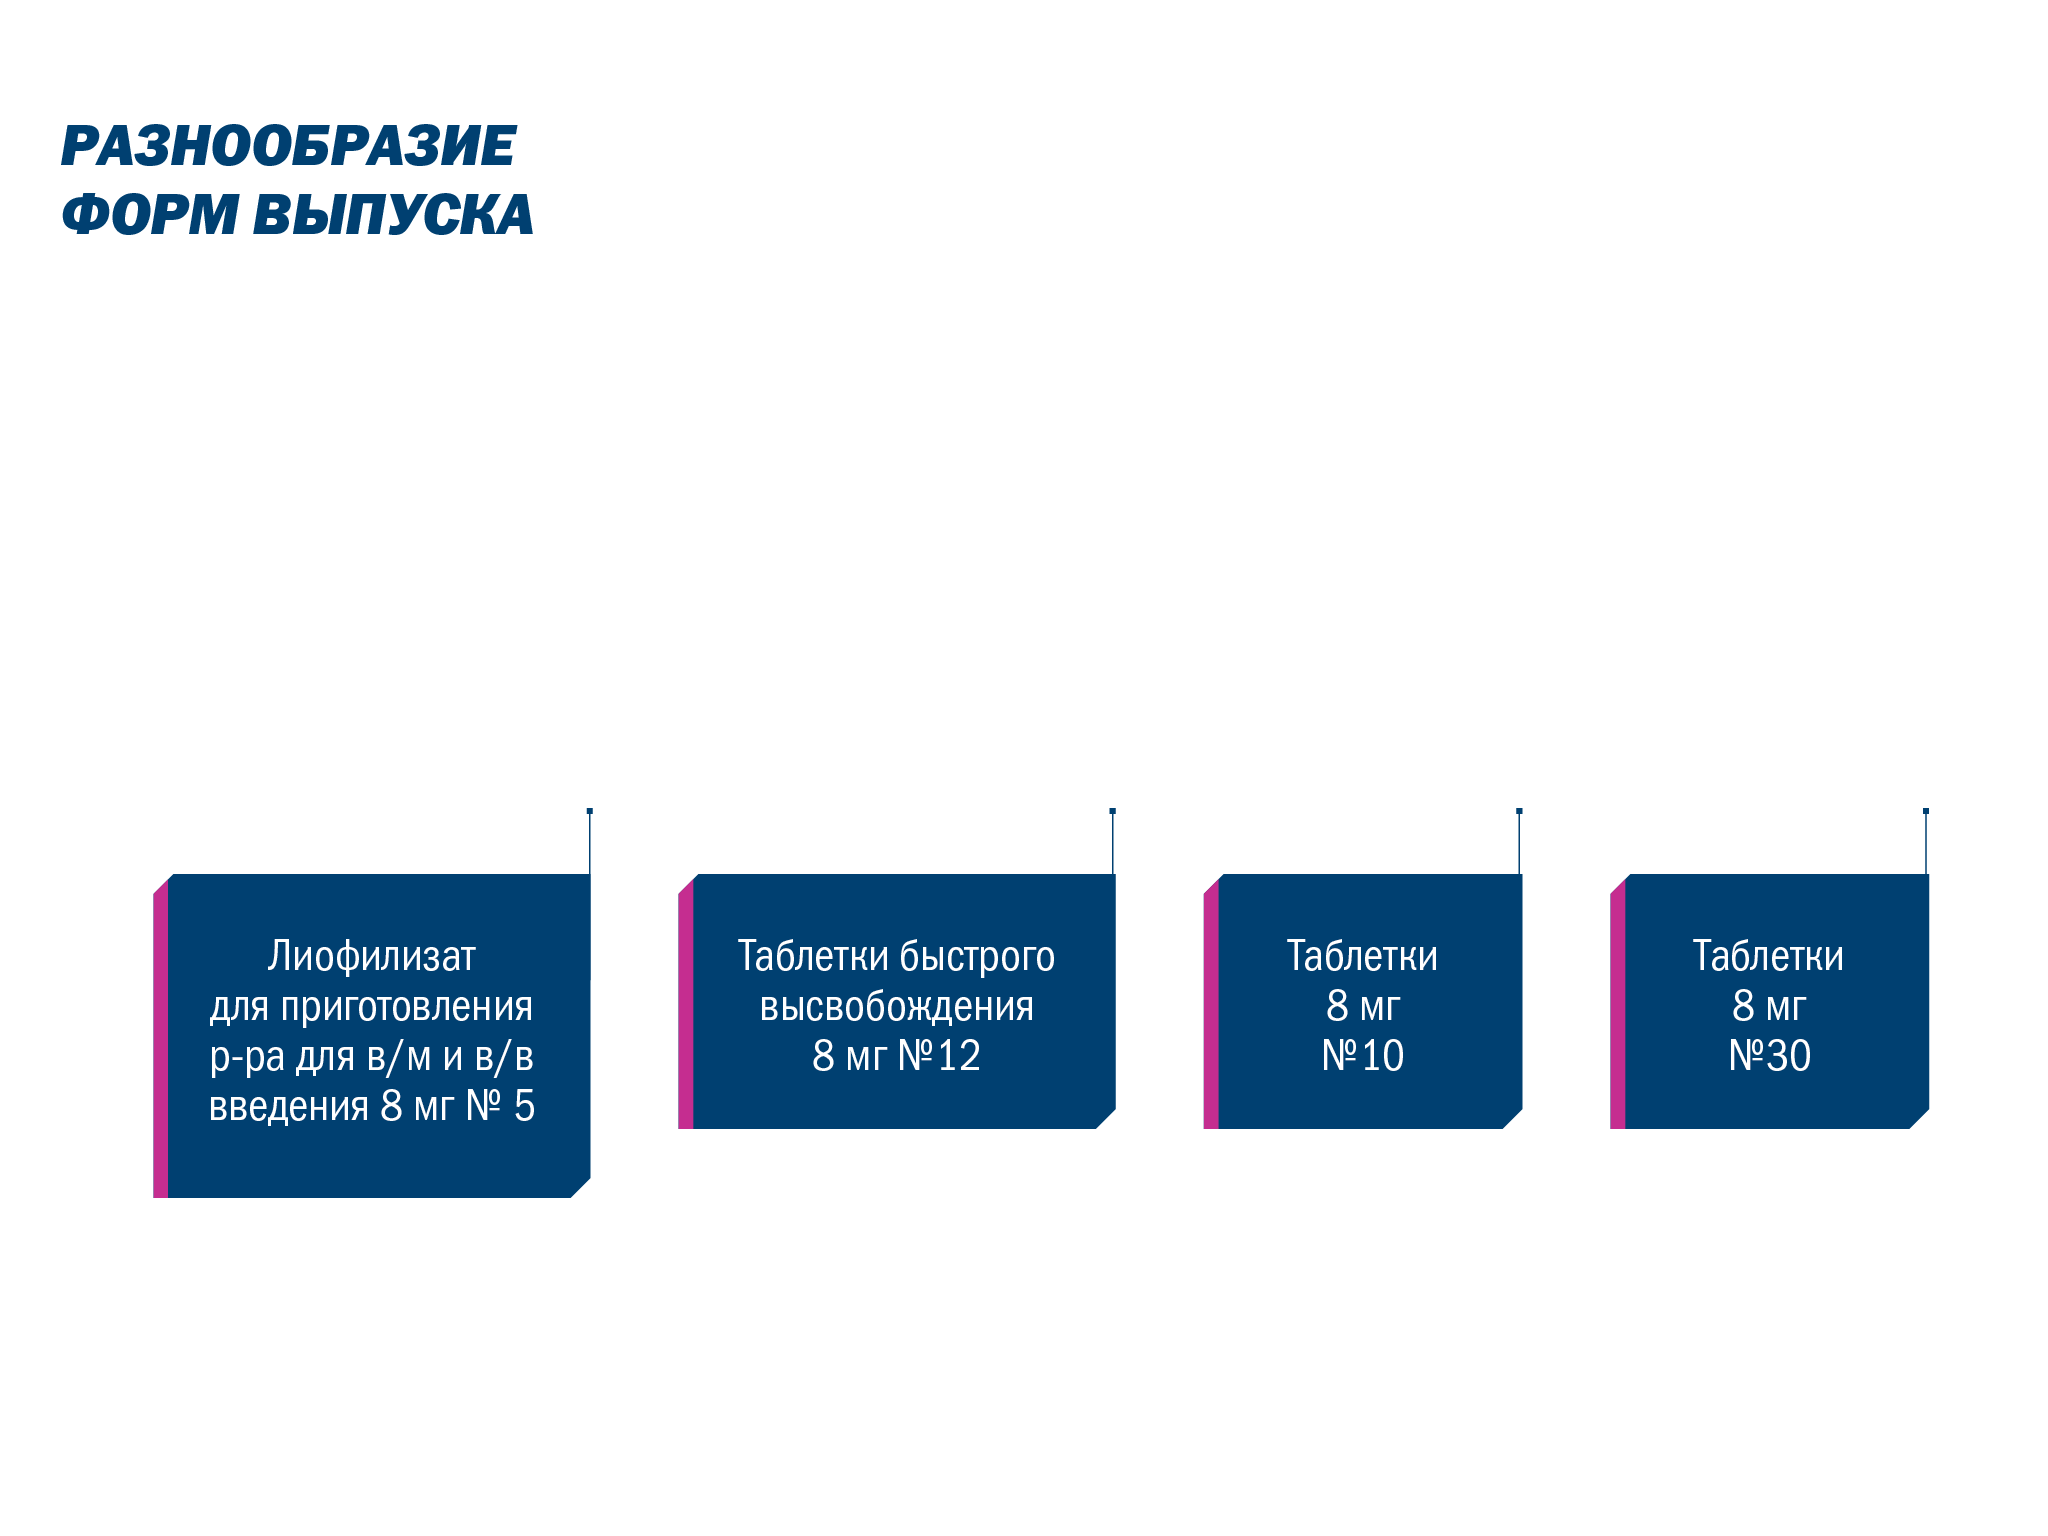 РАЗНООБРАЗИЕ
ФОРМ ВЫПУСКА
Лиофилизат
для приготовления
р-ра для в/м и в/в
введения 8 мг № 5
Таблетки быстрого
высвобождения
8 мг №12
Таблетки
8 мг
№10
Таблетки
8 мг
№30